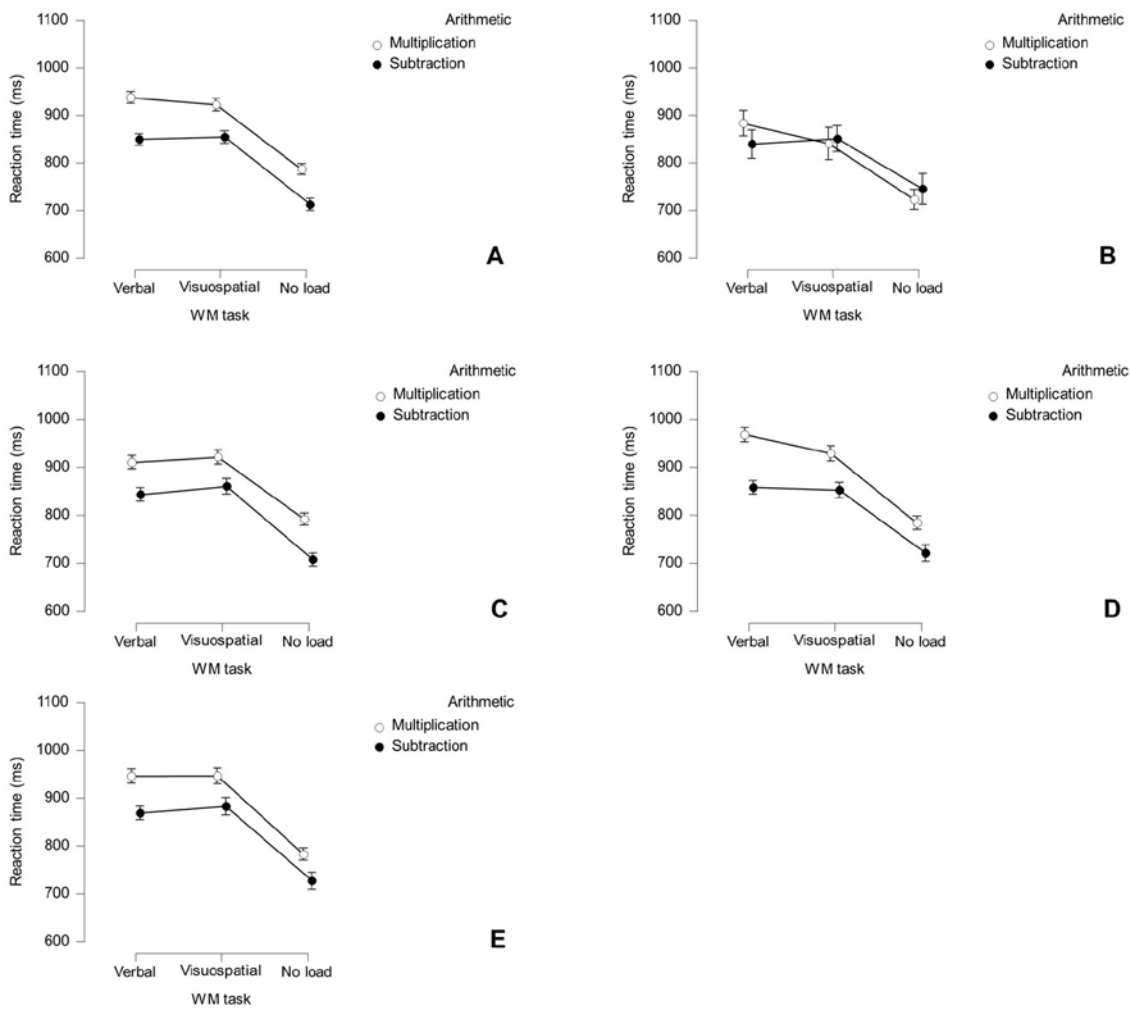 1100
1000
900
800
700
600
Reaction time (ms)
Verbal Visuospatial No load
WM task
Arithmetic
Multiplication
Subtraction
A
1100
1000
900
800
700
600
Reaction time (ms)
Verbal Visuospatial No load
WM task
Arithmetic
Multiplication
Subtraction
B
1100
1000
900
800
700
600
Reaction time (ms)
Verbal Visuospatial No load
WM task
Arithmetic
Multiplication
Subtraction
C
1100
1000
900
800
700
600
Reaction time (ms)
Verbal Visuospatial No load
WM task
Arithmetic
Multiplication
Subtraction
D
1100
1000
900
800
700
600
Reaction time (ms)
Verbal Visuospatial No load
WM task
Arithmetic
Multiplication
Subtraction
E